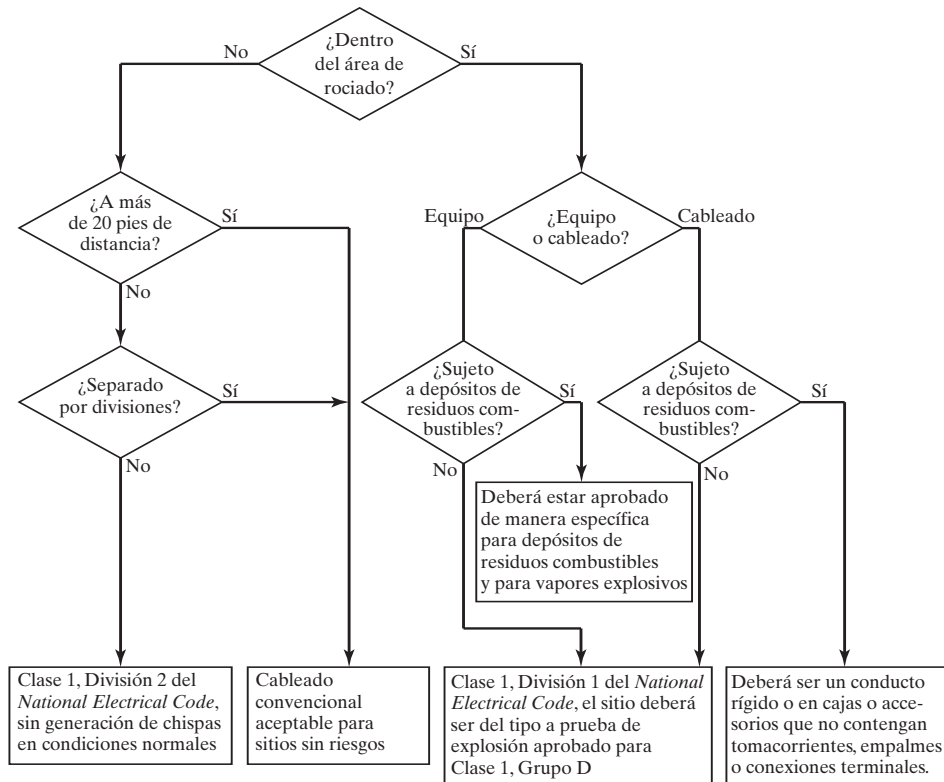 ¿Dentro
del área de
rociado?
No
Sí
¿A más
de 20 pies de
distancia?
Sí
No
¿Equipo
o cableado?
Equipo
Cableado
¿Separado
por divisiones?
Sí
No
¿Sujeto
a depósitos de
residuos com-
bustibles?
Sí
No
¿Sujeto
a depósitos de
residuos com-
bustibles?
Sí
No
Deberá estar aprobado
de manera específica
para depósitos de
residuos combustibles
y para vapores explosivos
Clase 1, División 2 del
National Electrical Code,
sin generación de chispas
en condiciones normales
Cableado
convencional
aceptable para
sitios sin riesgos
Clase 1, División 1 del National
Electrical Code, el sitio deberá
ser del tipo a prueba de
explosión aprobado para
Clase 1, Grupo D
Deberá ser un conducto
rígido o en cajas o acce-
sorios que no contengan
tomacorrientes, empalmes
o conexiones terminales.